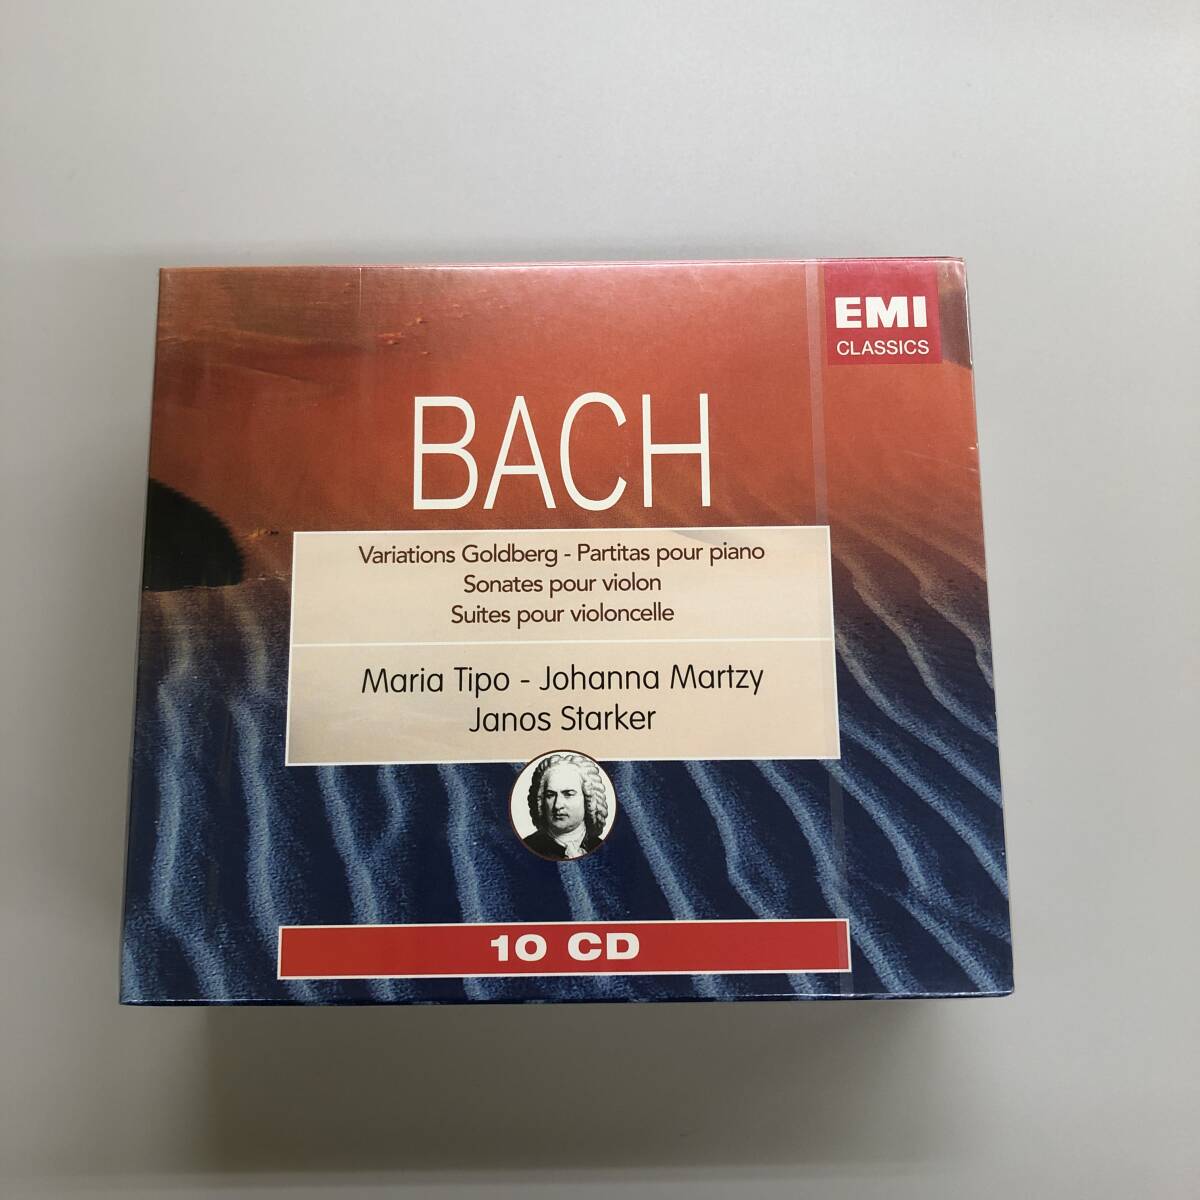 EMI
CLASSICS
BACH
Variations Goldberg - Partitas pour piano
Sonates pour violon
Suites pour violoncelle
Maria Tipo - Johanna Martzy
Janos Starker
10 CD